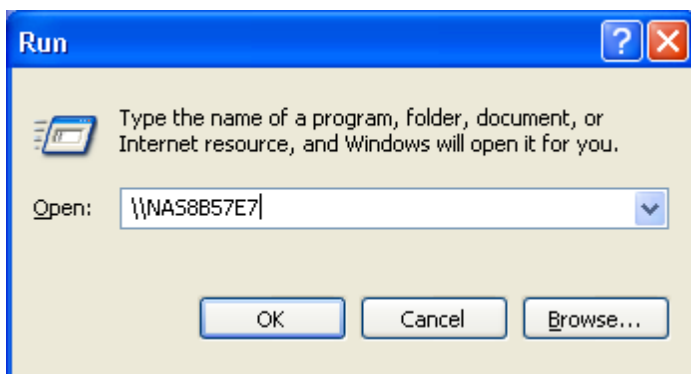 Run
Type the name of a program, folder, document, or
Internet resource, and Windows will open it for you.
Open: \\NAS8B57E7
OK Cancel Browse...